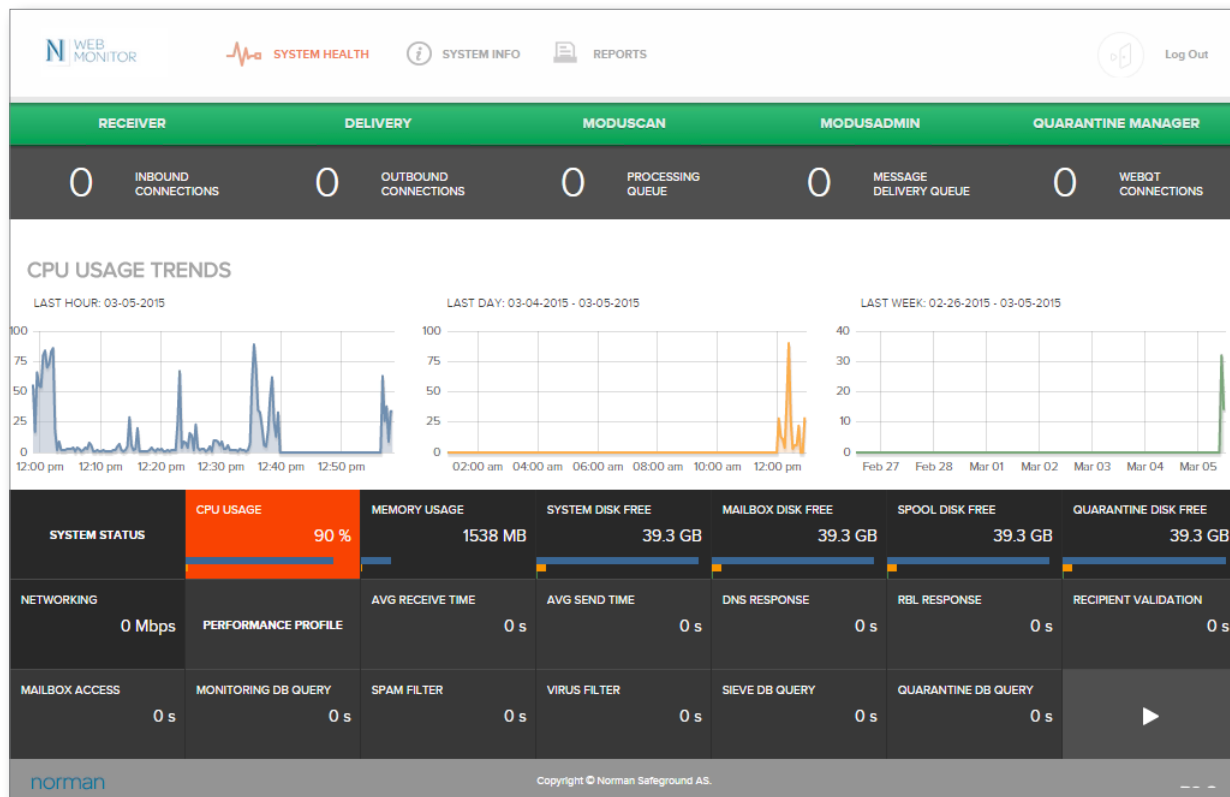 N WEB
MONITOR
SYSTEM HEALTH
i SYSTEM INFO
REPORTS
Log Out
RECEIVER DELIVERY MODUSCAN MODUSADMIN QUARANTINE MANAGER
0 INBOUND CONNECTIONS
0 OUTBOUND CONNECTIONS
0 PROCESSING QUEUE
0 MESSAGE DELIVERY QUEUE
0 WEBQT CONNECTIONS
CPU USAGE TRENDS
LAST HOUR: 03-05-2015
100
75
50
25
0
12:00 pm 12:10 pm 12:20 pm 12:30 pm 12:40 pm 12:50 pm
LAST DAY: 03-04-2015 - 03-05-2015
100
75
50
25
0
02:00 am 04:00 am 06:00 am 08:00 am 10:00 am 12:00 pm
LAST WEEK: 02-26-2015 - 03-05-2015
40
30
20
10
0
Feb 27 Feb 28 Mar 01 Mar 02 Mar 03 Mar 04 Mar 05
SYSTEM STATUS
CPU USAGE
90 %
MEMORY USAGE
1538 MB
SYSTEM DISK FREE
39.3 GB
MAILBOX DISK FREE
39.3 GB
SPOOL DISK FREE
39.3 GB
QUARANTINE DISK FREE
39.3 GB
NETWORKING
0 Mbps
PERFORMANCE PROFILE
AVG RECEIVE TIME
0 s
AVG SEND TIME
0 s
DNS RESPONSE
0 s
RBL RESPONSE
0 s
RECIPIENT VALIDATION
0 s
MAILBOX ACCESS
0 s
MONITORING DB QUERY
0 s
SPAM FILTER
0 s
VIRUS FILTER
0 s
SIEVE DB QUERY
0 s
QUARANTINE DB QUERY
0 s
norman
Copyright © Norman Safeground AS.